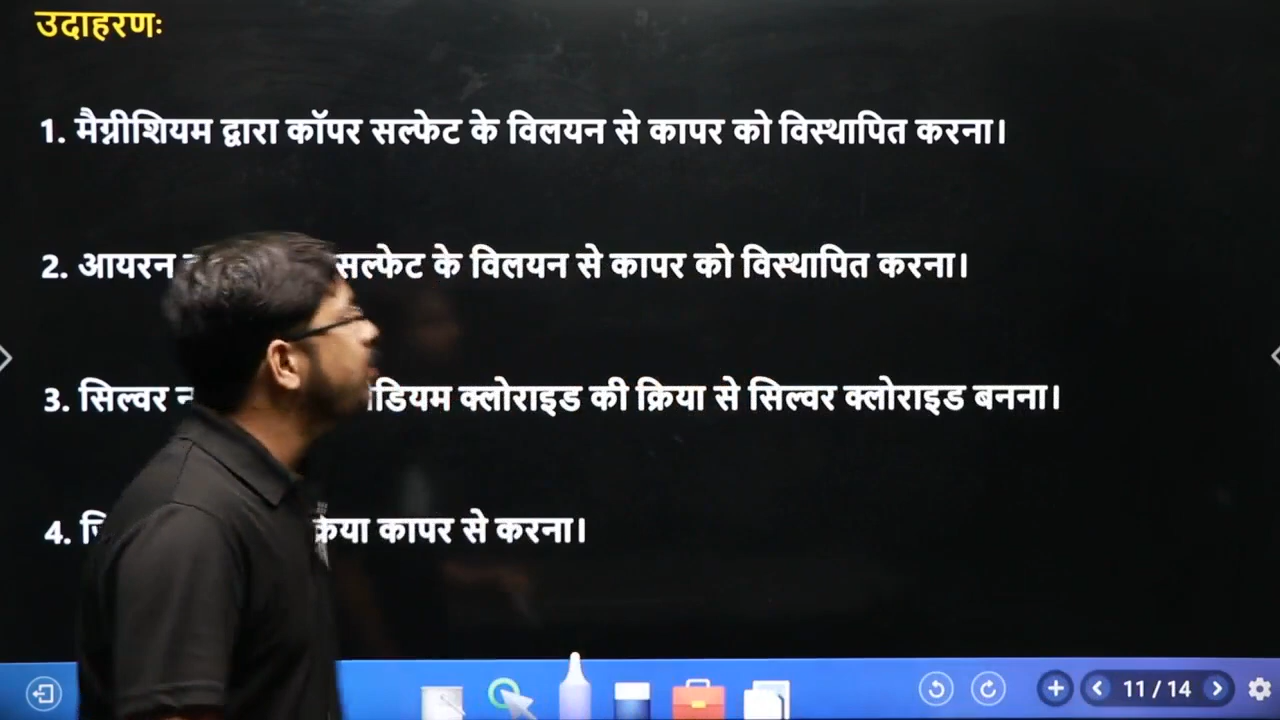 उदाहरणः
1. मैग्नीशियम द्वारा कॉपर सल्फेट के विलयन से कापर को विस्थापित करना।
2. आयरन सल्फेट के विलयन से कापर को विस्थापित करना।
3. सिल्वर क्लोराइड की क्रिया से सिल्वर क्लोराइड बनना।
4. कापर से करना।
11 / 14